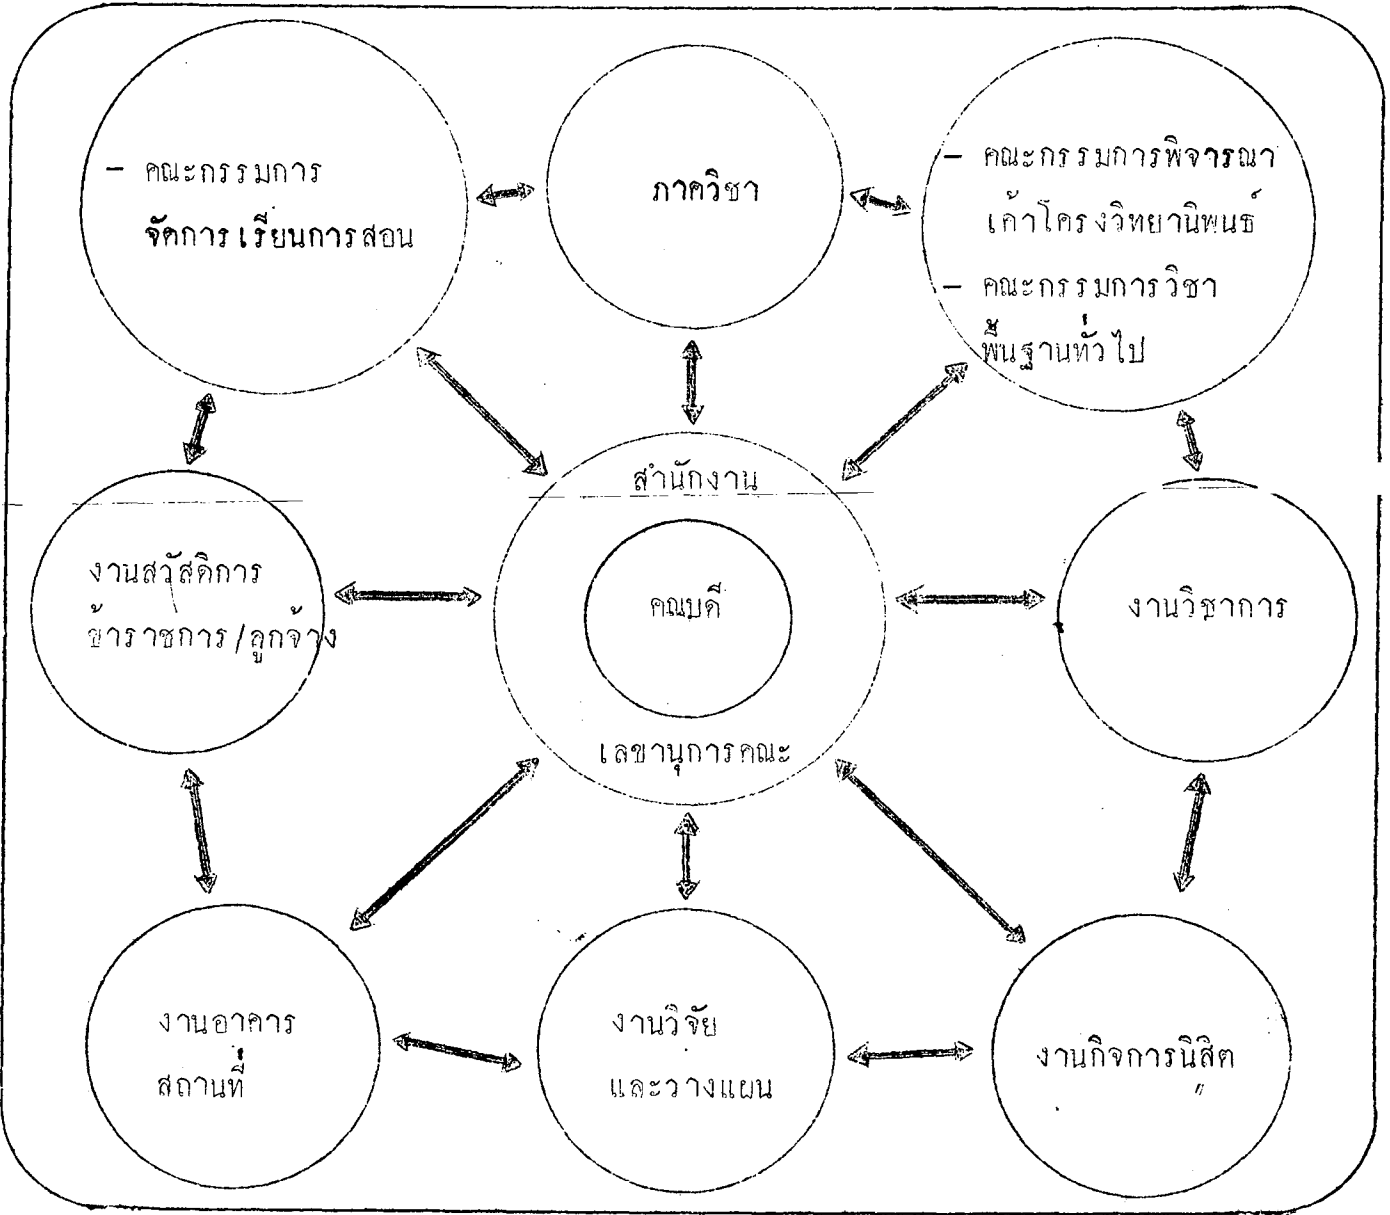 - คณะกรรมการ
จัดการเรียนการสอน
ภาควิชา
- คณะกรรมการพิจารณา
เค้าโครงวิทยานิพนธ์
- คณะกรรมการวิชา
พื้นฐานทั่วไป
สำนักงาน
คณบดี
เลขานุการคณะ
งานสวัสดิการ
ข้าราชการ/ลูกจ้าง
งานวิชาการ
งานอาคาร
สถานที่
งานวิจัย
และวางแผน
งานกิจการนิสิต